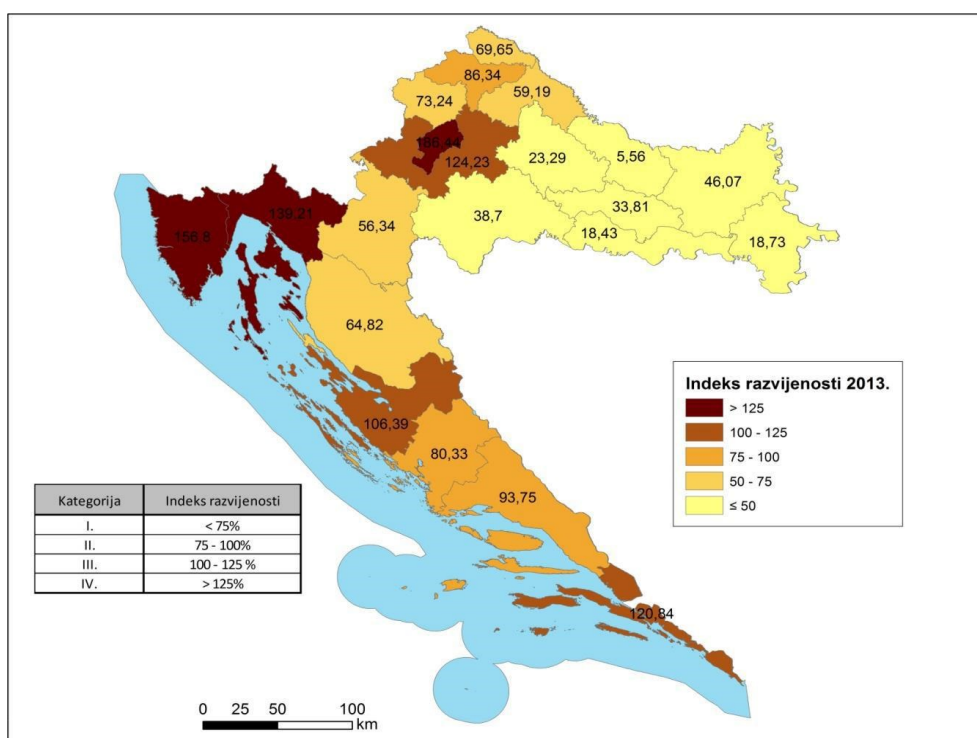 69,65
86,34
59,19
73,24
186,44
124,23
23,29
5,56
46,07
33,81
38,7
18,43
18,73
139,21
156,8
56,34
64,82
106,39
80,33
93,75
120,84
Indeks razvijenosti 2013.
> 125
100 - 125
75 - 100
50 - 75
≤ 50
Kategorija Indeks razvijenosti
I. < 75%
II. 75 - 100%
III. 100 - 125 %
IV. > 125%
0 25 50 100
km